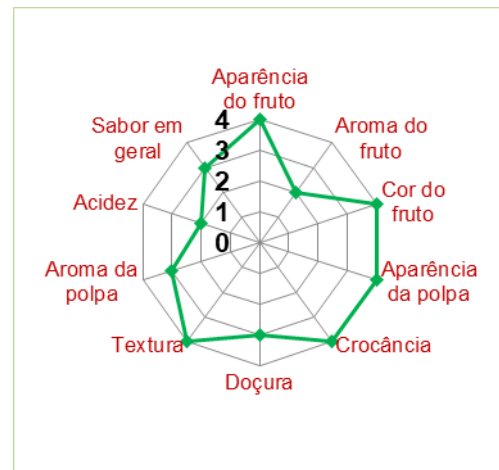 Aparência
do fruto
Aroma do
fruto
Cor do
fruto
Aparência
da polpa
Crocância
Doçura
Textura
Aroma da
polpa
Acidez
Sabor em
geral
4
3
2
1
0